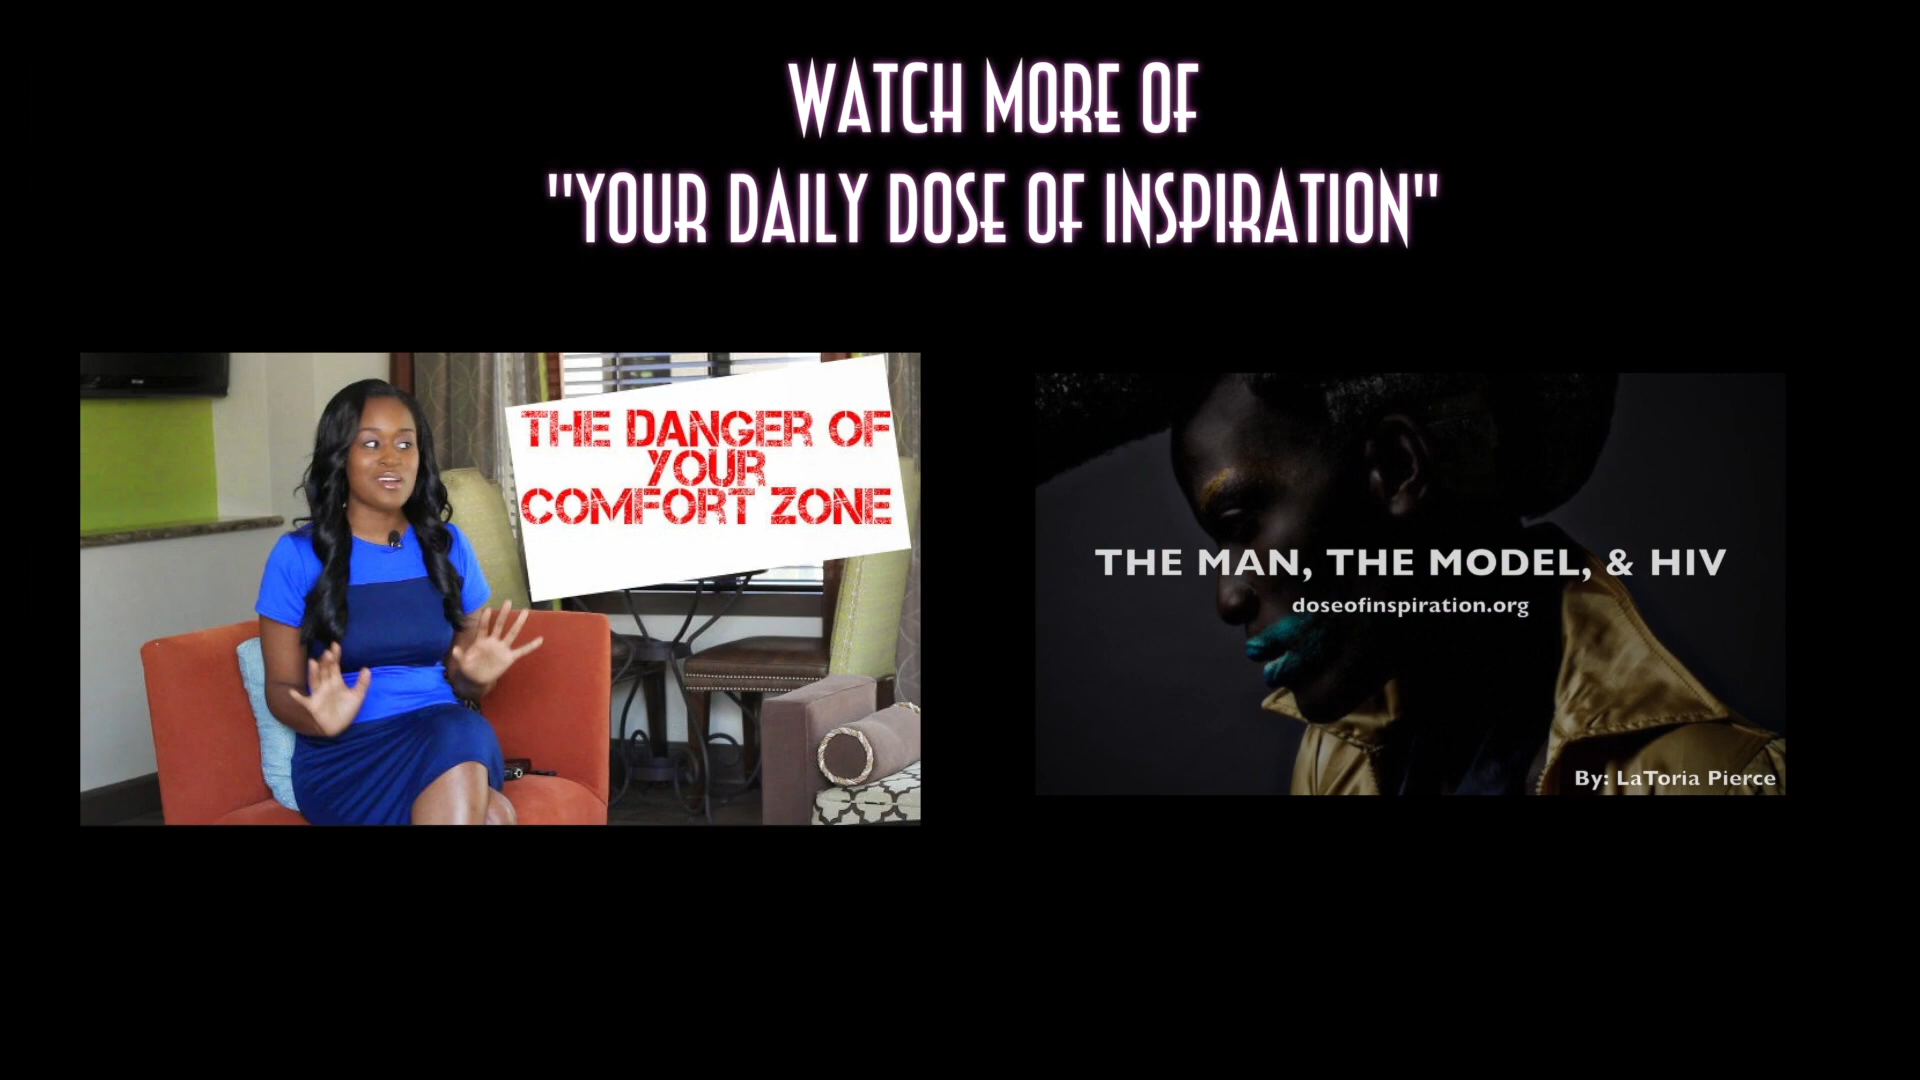 WATCH MORE OF
"YOUR DAILY DOSE OF INSPIRATION"
THE DANGER OF
YOUR
COMFORT ZONE
THE MAN, THE MODEL, & HIV
doseofinspiration.org
By: LaToria Pierce